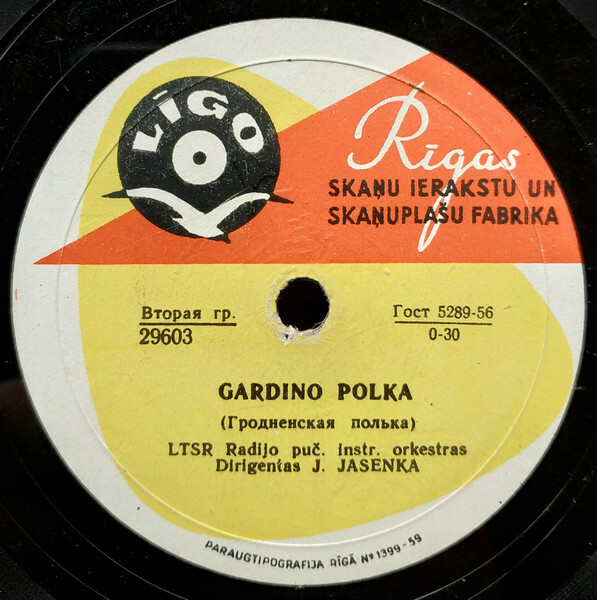 LĪGO
Rīgas
SKAŅU IERAKSTU UN
SKAŅUPLAŠU FABRIKA
Вторая гр.
29603
Гост 5289-56
0-30
GARDINO POLKA
(Гродненская полька)
LTSR Radijo puč. instr. orkestras
Dirigentas J. JASENKA
PARAUGTIPOGRAFIJA RĪGĀ Nº 1399-59